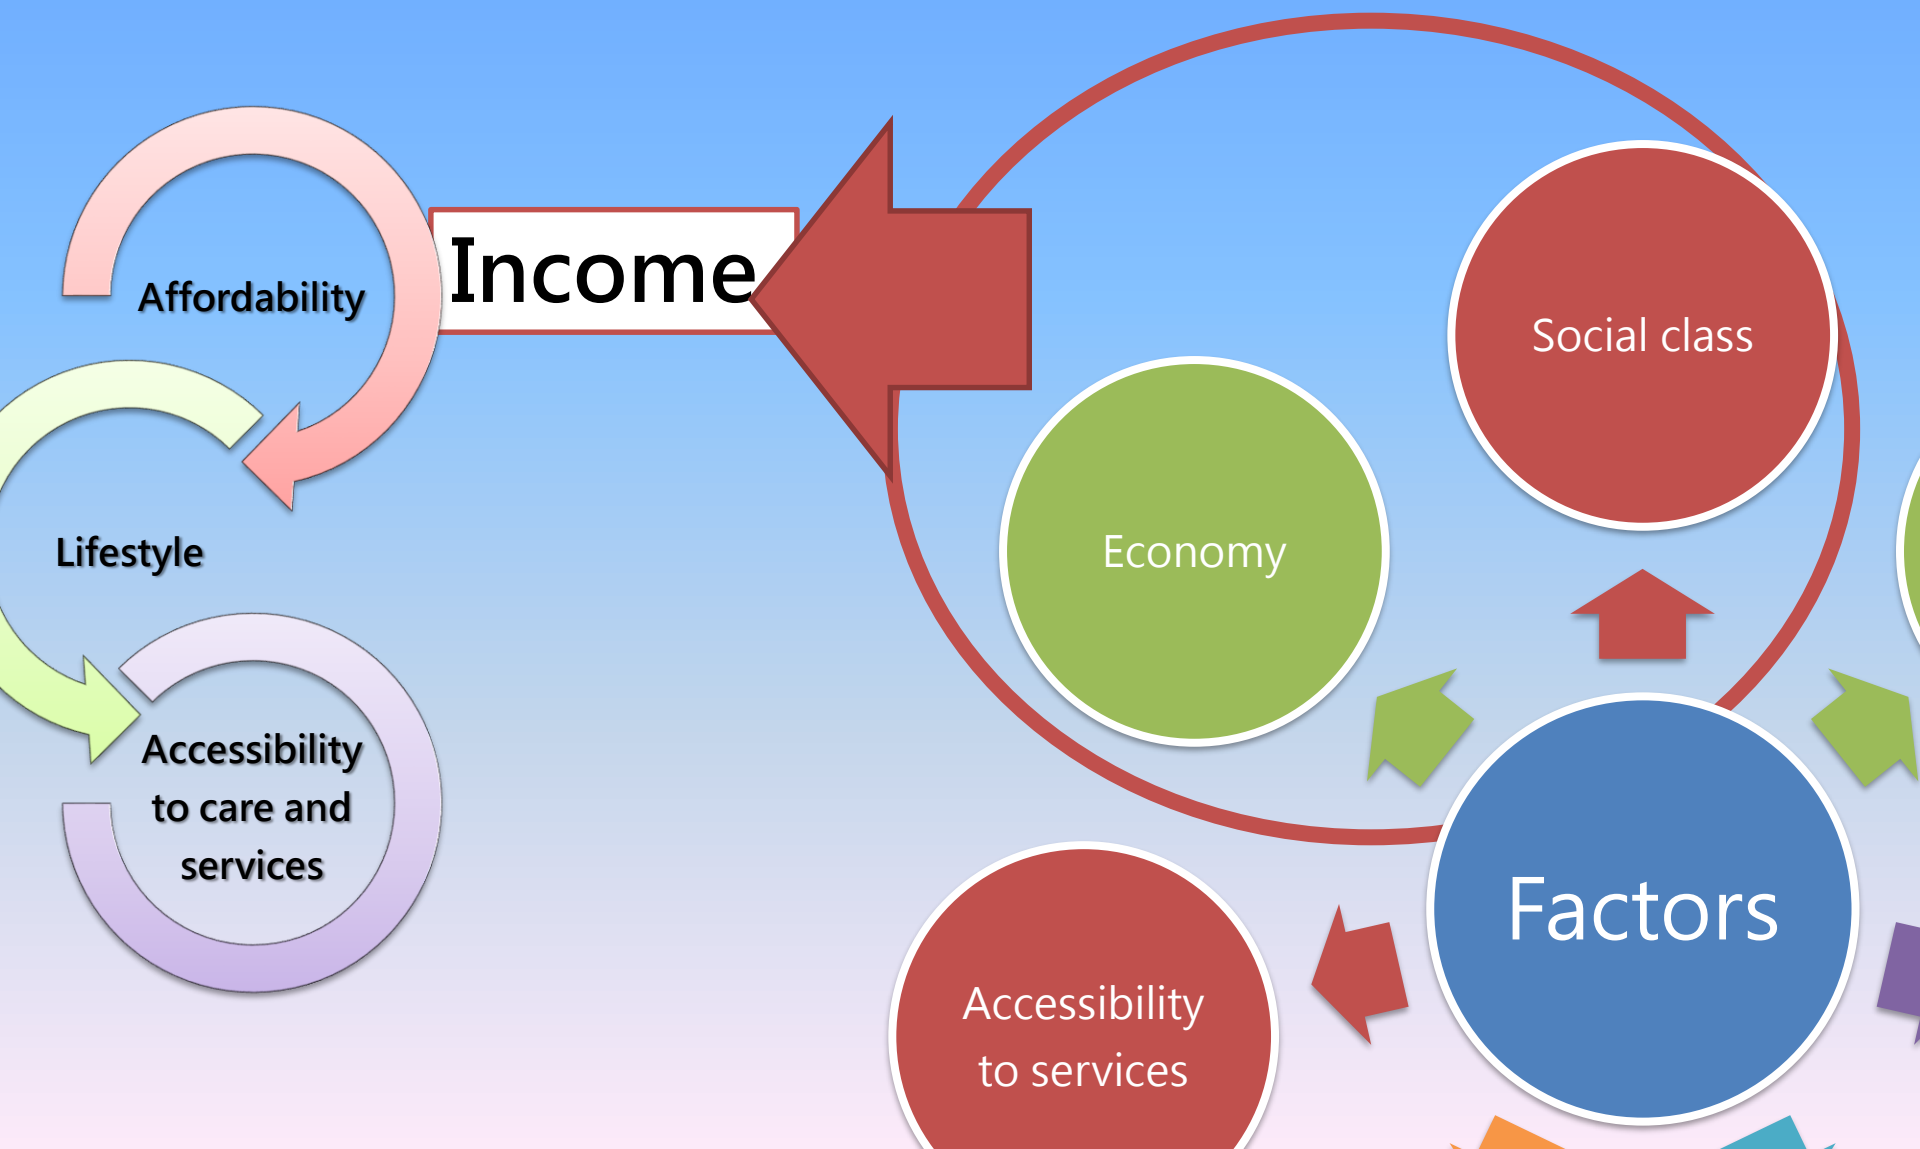 Affordability
Income
Lifestyle
Accessibility
to care and
services
Social class
Economy
Factors
Accessibility
to services